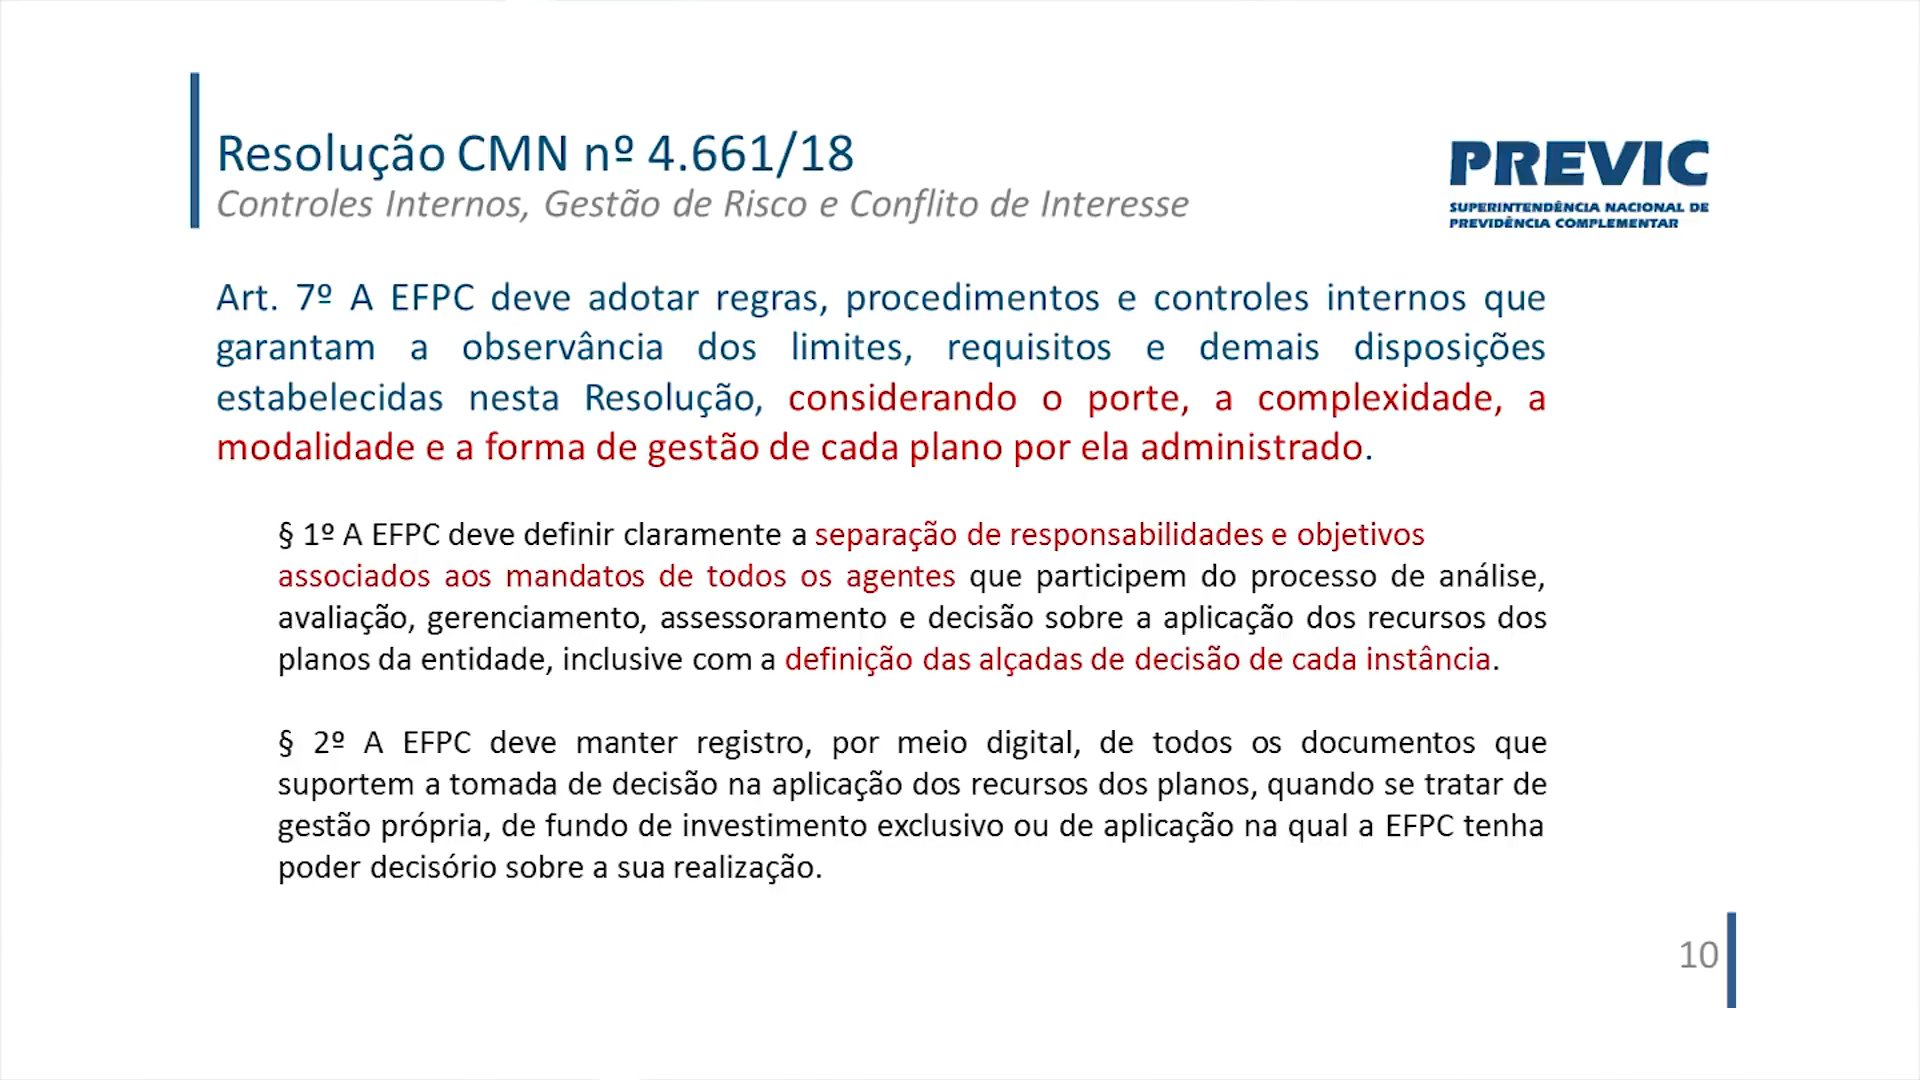 Resolução CMN nº 4.661/18
Controles Internos, Gestão de Risco e Conflito de Interesse
PREVIC
SUPERINTENDÊNCIA NACIONAL DE
PREVIDÊNCIA COMPLEMENTAR
Art. 7º A EFPC deve adotar regras, procedimentos e controles internos que
garantam a observância dos limites, requisitos e demais disposições
estabelecidas nesta Resolução, considerando o porte, a complexidade, a
modalidade e a forma de gestão de cada plano por ela administrado.
§ 1º A EFPC deve definir claramente a separação de responsabilidades e objetivos
associados aos mandatos de todos os agentes que participem do processo de análise,
avaliação, gerenciamento, assessoramento e decisão sobre a aplicação dos recursos dos
planos da entidade, inclusive com a definição das alçadas de decisão de cada instância.
§ 2º A EFPC deve manter registro, por meio digital, de todos os documentos que
suportem a tomada de decisão na aplicação dos recursos dos planos, quando se tratar de
gestão própria, de fundo de investimento exclusivo ou de aplicação na qual a EFPC tenha
poder decisório sobre a sua realização.
10